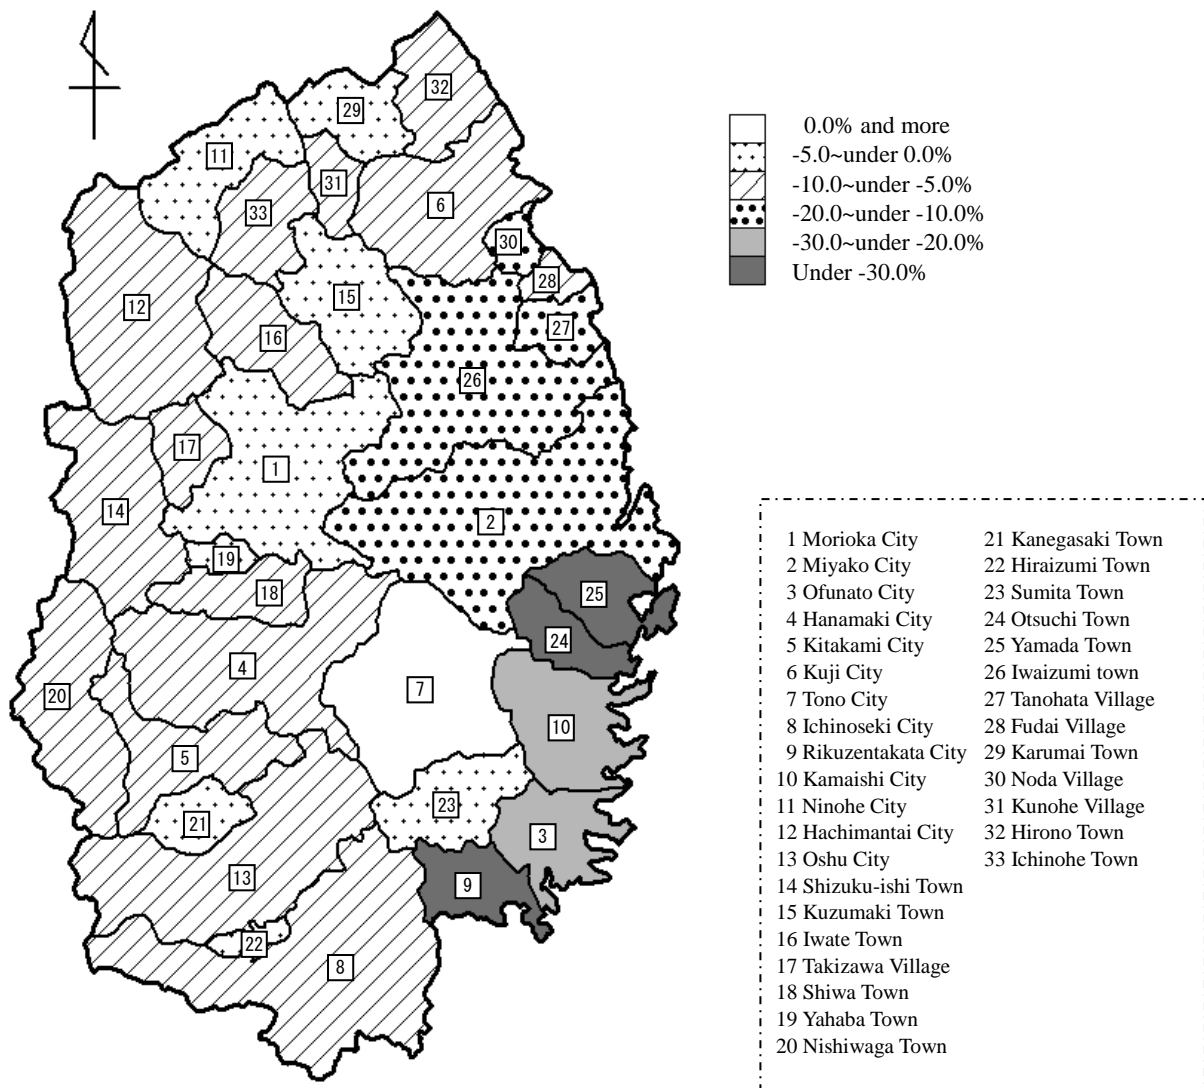 32
29
11
31
33
6
30
28
12
15
27
16
26
17
1
14
2
19
18
25
24
4
7
20
10
5
23
21
3
13
9
22
8
0.0% and more
-5.0~under 0.0%
-10.0~under -5.0%
-20.0~under -10.0%
-30.0~under -20.0%
Under -30.0%
1 Morioka City
2 Miyako City
3 Ofunato City
4 Hanamaki City
5 Kitakami City
6 Kuji City
7 Tono City
8 Ichinoseki City
9 Rikuzentakata City
10 Kamaishi City
11 Ninohe City
12 Hachimantai City
13 Oshu City
14 Shizuku-ishi Town
15 Kuzumaki Town
16 Iwate Town
17 Takizawa Village
18 Shiwa Town
19 Yahaba Town
20 Nishiwaga Town
21 Kanegasaki Town
22 Hiraizumi Town
23 Sumita Town
24 Otsuchi Town
25 Yamada Town
26 Iwaizumi town
27 Tanohata Village
28 Fudai Village
29 Karumai Town
30 Noda Village
31 Kunohe Village
32 Hirono Town
33 Ichinohe Town